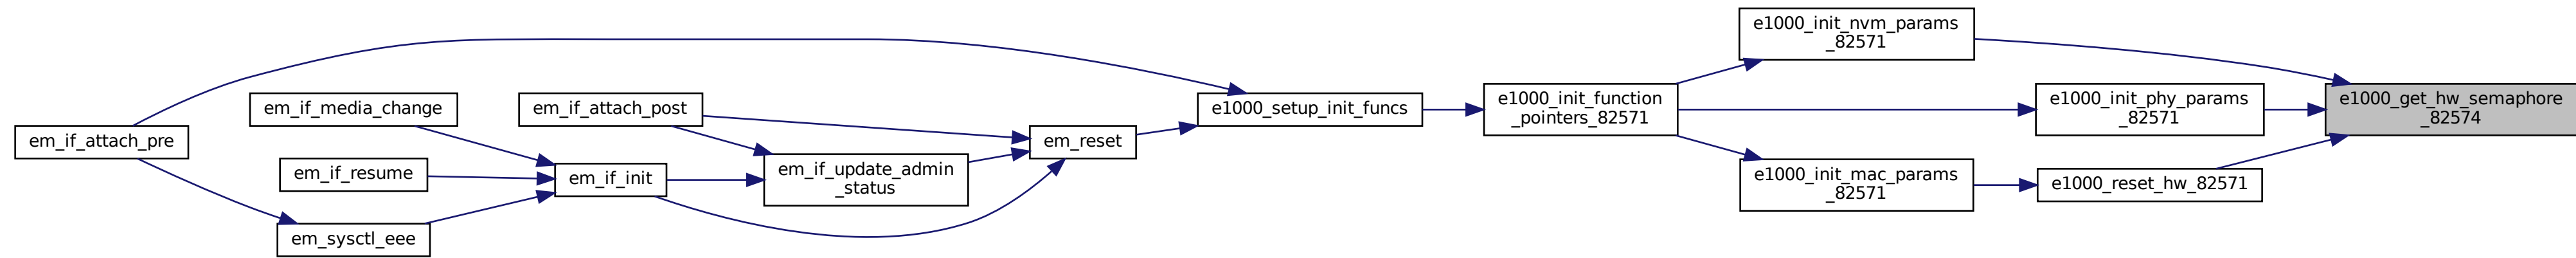 em_if_attach_pre
em_if_media_change
em_if_resume
em_sysctl_eee
em_if_attach_post
em_if_init
em_if_update_admin
_status
em_reset
e1000_setup_init_funcs
e1000_init_function
_pointers_82571
e1000_init_nvm_params
_82571
e1000_init_mac_params
_82571
e1000_init_phy_params
_82571
e1000_reset_hw_82571
e1000_get_hw_semaphore
_82574